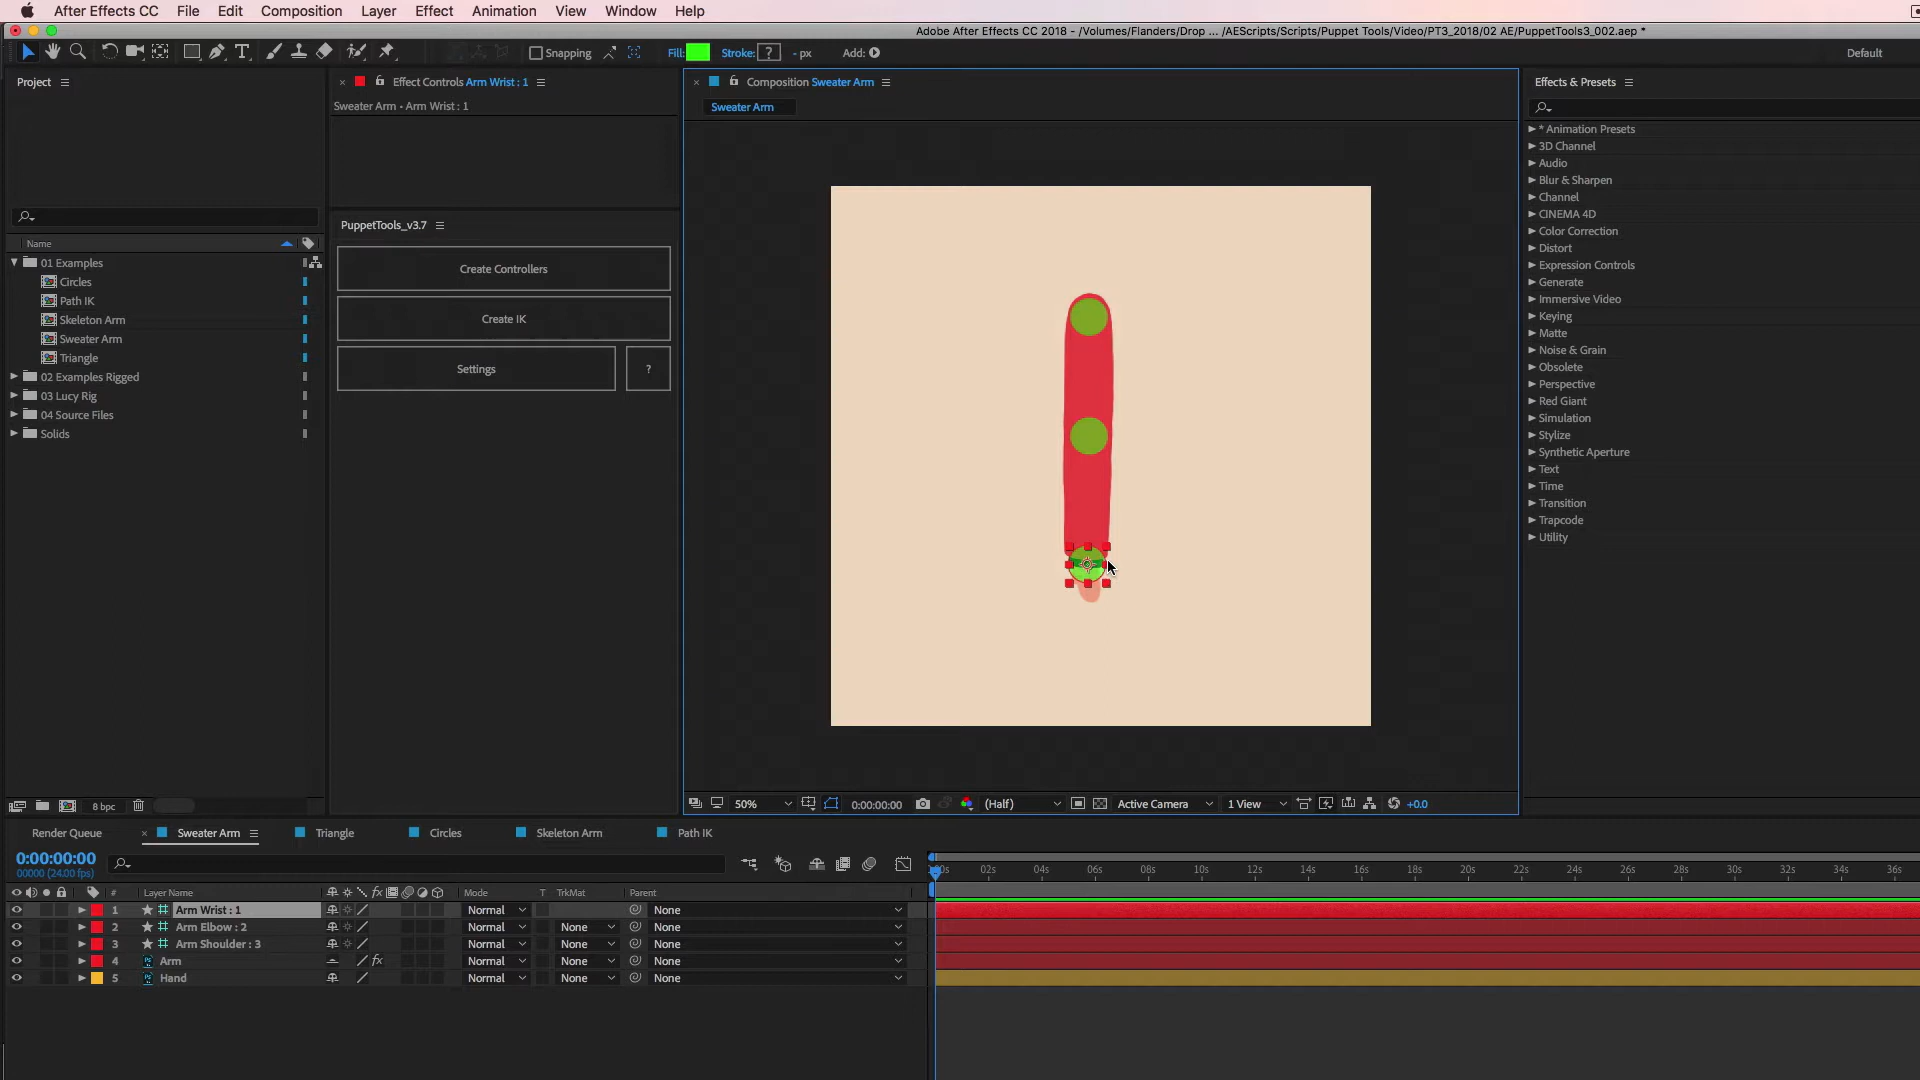 After Effects CC File Edit Composition Layer Effect Animation View Window Help
Adobe After Effects CC 2018 - /Volumes/Flanders/Drop ... /AEScripts/Scripts/Puppet Tools/Video/PT3_2018/02 AE/PuppetTools3_002.aep *
T Snapping Fill: Stroke: ? - px Add: Default
Project
Effect Controls Arm Wrist : 1
Sweater Arm • Arm Wrist : 1
PuppetTools_v3.7
Create Controllers
Create IK
Settings
?
Name
01 Examples
Circles
Path IK
Skeleton Arm
Sweater Arm
Triangle
02 Examples Rigged
03 Lucy Rig
04 Source Files
Solids
8 bpc
Composition Sweater Arm
Sweater Arm
50%
0:00:00:00
(Half)
Active Camera
1 View
+0.0
Effects & Presets
* Animation Presets
3D Channel
Audio
Blur & Sharpen
Channel
CINEMA 4D
Color Correction
Distort
Expression Controls
Generate
Immersive Video
Keying
Matte
Noise & Grain
Obsolete
Perspective
Red Giant
Simulation
Stylize
Synthetic Aperture
Text
Time
Transition
Trapcode
Utility
Render Queue Sweater Arm Triangle Circles Skeleton Arm Path IK
0:00:00:00
00000 (24.00 fps)
02s 04s 06s 08s 10s 12s 14s 16s 18s 20s 22s 24s 26s 28s 30s 32s 34s 36s
# Layer Name fx Mode T TrkMat Parent
1 Arm Wrist : 1 Normal None
2 Arm Elbow : 2 Normal None None
3 Arm Shoulder : 3 Normal None None
4 Arm fx Normal None None
5 Hand Normal None None